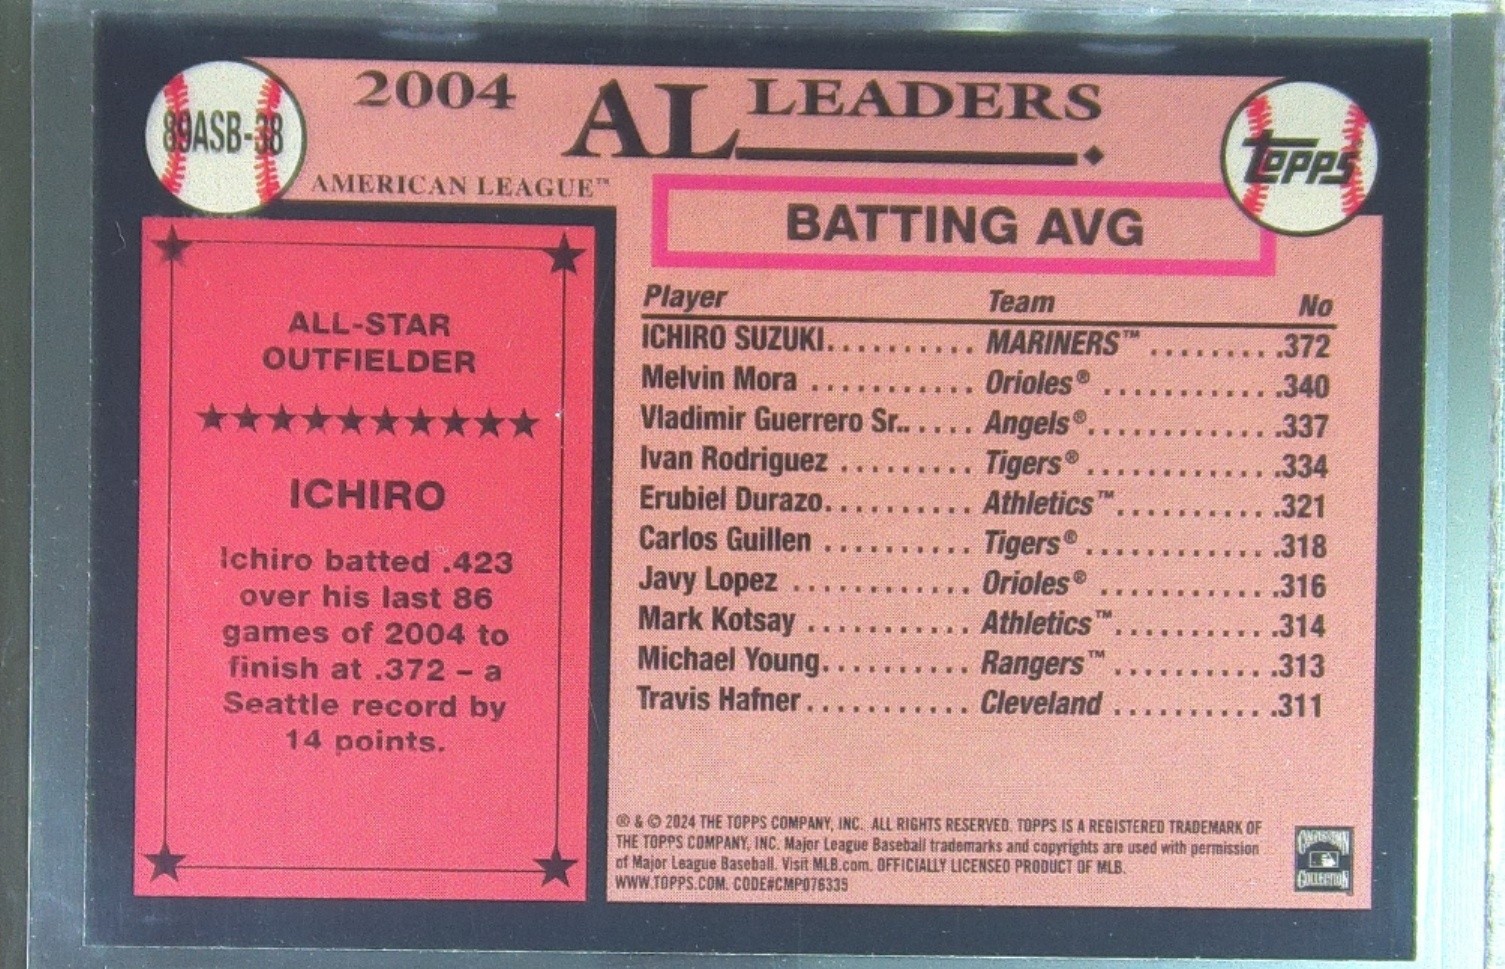 89ASB-38
2004 AL LEADERS
AMERICAN LEAGUE™
Topps
ALL-STAR
OUTFIELDER
ICHIRO
Ichiro batted .423
over his last 86
games of 2004 to
finish at .372 – a
Seattle record by
14 points.
BATTING AVG
Player Team No
ICHIRO SUZUKI.......... MARINERS™ ........ .372
Melvin Mora ........... Orioles® ........... .340
Vladimir Guerrero Sr...... Angels®............ .337
Ivan Rodriguez ......... Tigers® ............ .334
Erubiel Durazo.......... Athletics™.......... .321
Carlos Guillen .......... Tigers® ............ .318
Javy Lopez ............ Orioles® ........... .316
Mark Kotsay ........... Athletics™.......... .314
Michael Young.......... Rangers™ .......... .313
Travis Hafner........... Cleveland .......... .311
® & © 2024 THE TOPPS COMPANY, INC. ALL RIGHTS RESERVED. TOPPS IS A REGISTERED TRADEMARK OF
THE TOPPS COMPANY, INC. Major League Baseball trademarks and copyrights are used with permission
of Major League Baseball. Visit MLB.com. OFFICIALLY LICENSED PRODUCT OF MLB.
WWW.TOPPS.COM. CODE#CMP076335
COOPERSTOWN
COLLECTION